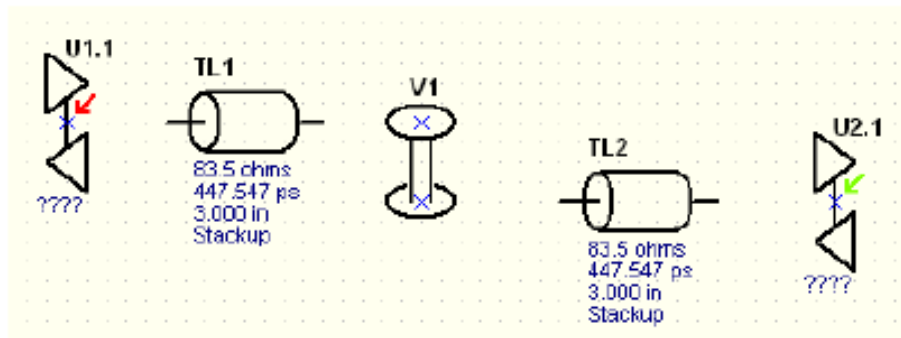 U1.1
????
TL1
83.5 ohms
447.547 ps
3.000 in
Stackup
V1
TL2
83.5 ohms
447.547 ps
3.000 in
Stackup
U2.1
????